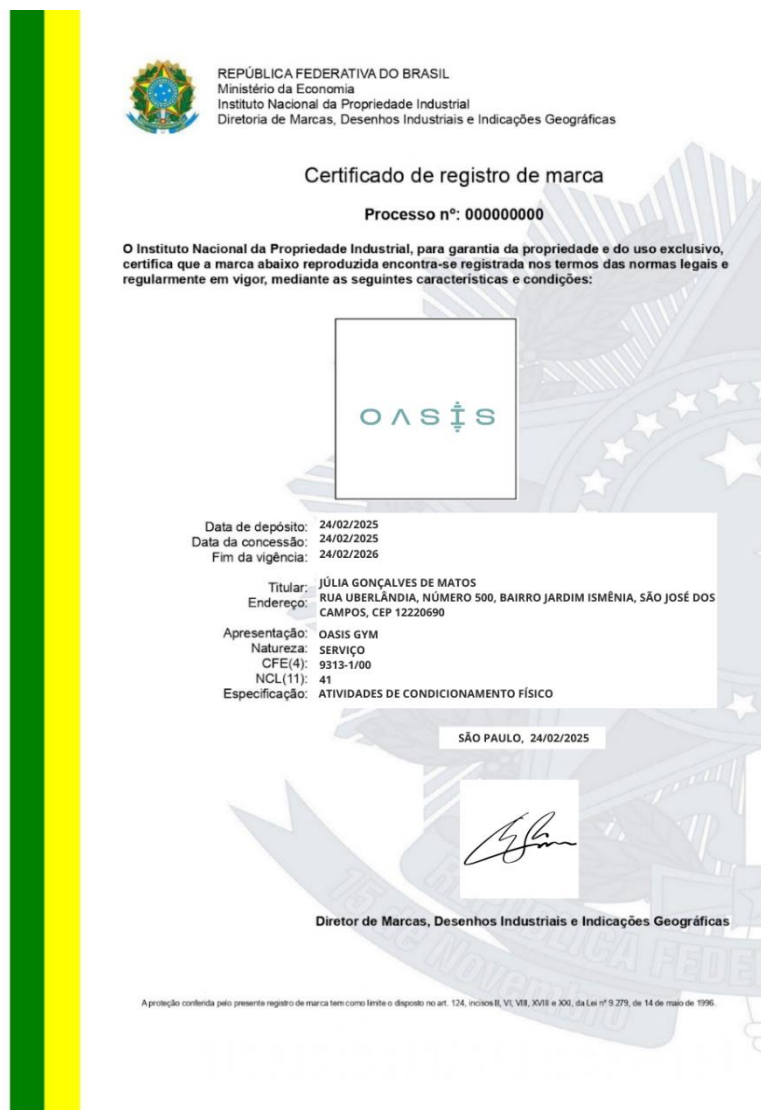 REPÚBLICA FEDERATIVA DO BRASIL
Ministério da Economia
Instituto Nacional da Propriedade Industrial
Diretoria de Marcas, Desenhos Industriais e Indicações Geográficas
Certificado de registro de marca
Processo nº: 000000000
O Instituto Nacional da Propriedade Industrial, para garantia da propriedade e do uso exclusivo,
certifica que a marca abaixo reproduzida encontra-se registrada nos termos das normas legais e
regularmente em vigor, mediante as seguintes características e condições:
OASIS
Data de depósito: 24/02/2025
Data da concessão: 24/02/2025
Fim da vigência: 24/02/2026
Titular: JÚLIA GONÇALVES DE MATOS
Endereço: RUA UBERLÂNDIA, NÚMERO 500, BAIRRO JARDIM ISMÊNIA, SÃO JOSÉ DOS
CAMPOS, CEP 12220690
Apresentação: OASIS GYM
Natureza: SERVIÇO
CFE(4): 9313-1/00
NCL(11): 41
Especificação: ATIVIDADES DE CONDICIONAMENTO FÍSICO
SÃO PAULO, 24/02/2025
Diretor de Marcas, Desenhos Industriais e Indicações Geográficas
15 de Novembro
REPÚBLICA FEDE
A proteção conferida pelo presente registro de marca tem como limite o disposto no art. 124, incisos II, VI, VIII, XVIII e XXI, da Lei nº 9.279, de 14 de maio de 1996.